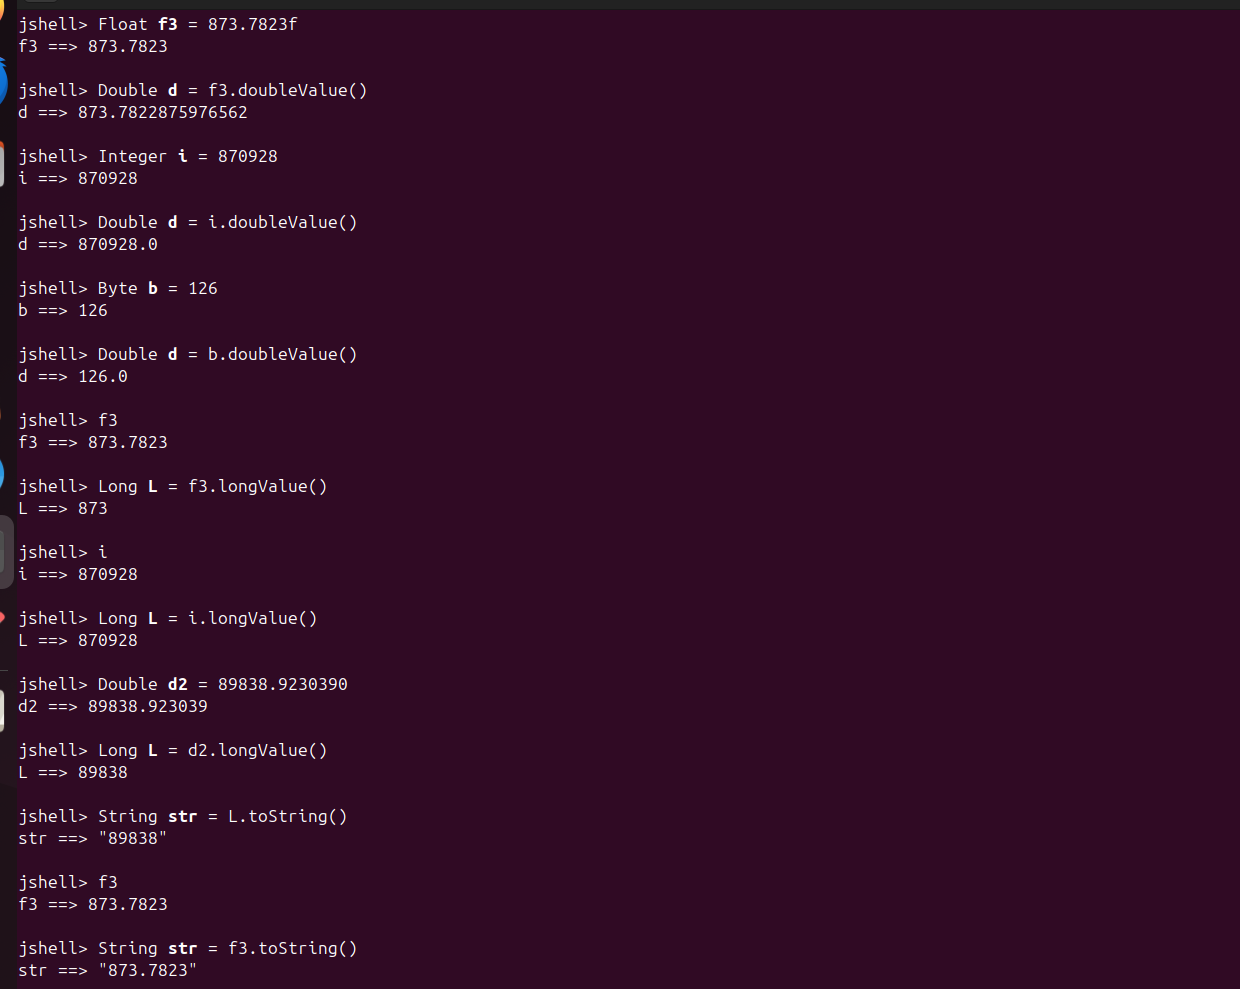 jshell> Float f3 = 873.7823f
f3 ==> 873.7823
jshell> Double d = f3.doubleValue()
d ==> 873.7822875976562
jshell> Integer i = 870928
i ==> 870928
jshell> Double d = i.doubleValue()
d ==> 870928.0
jshell> Byte b = 126
b ==> 126
jshell> Double d = b.doubleValue()
d ==> 126.0
jshell> f3
f3 ==> 873.7823
jshell> Long L = f3.longValue()
L ==> 873
jshell> i
i ==> 870928
jshell> Long L = i.longValue()
L ==> 870928
jshell> Double d2 = 89838.9230390
d2 ==> 89838.923039
jshell> Long L = d2.longValue()
L ==> 89838
jshell> String str = L.toString()
str ==> "89838"
jshell> f3
f3 ==> 873.7823
jshell> String str = f3.toString()
str ==> "873.7823"